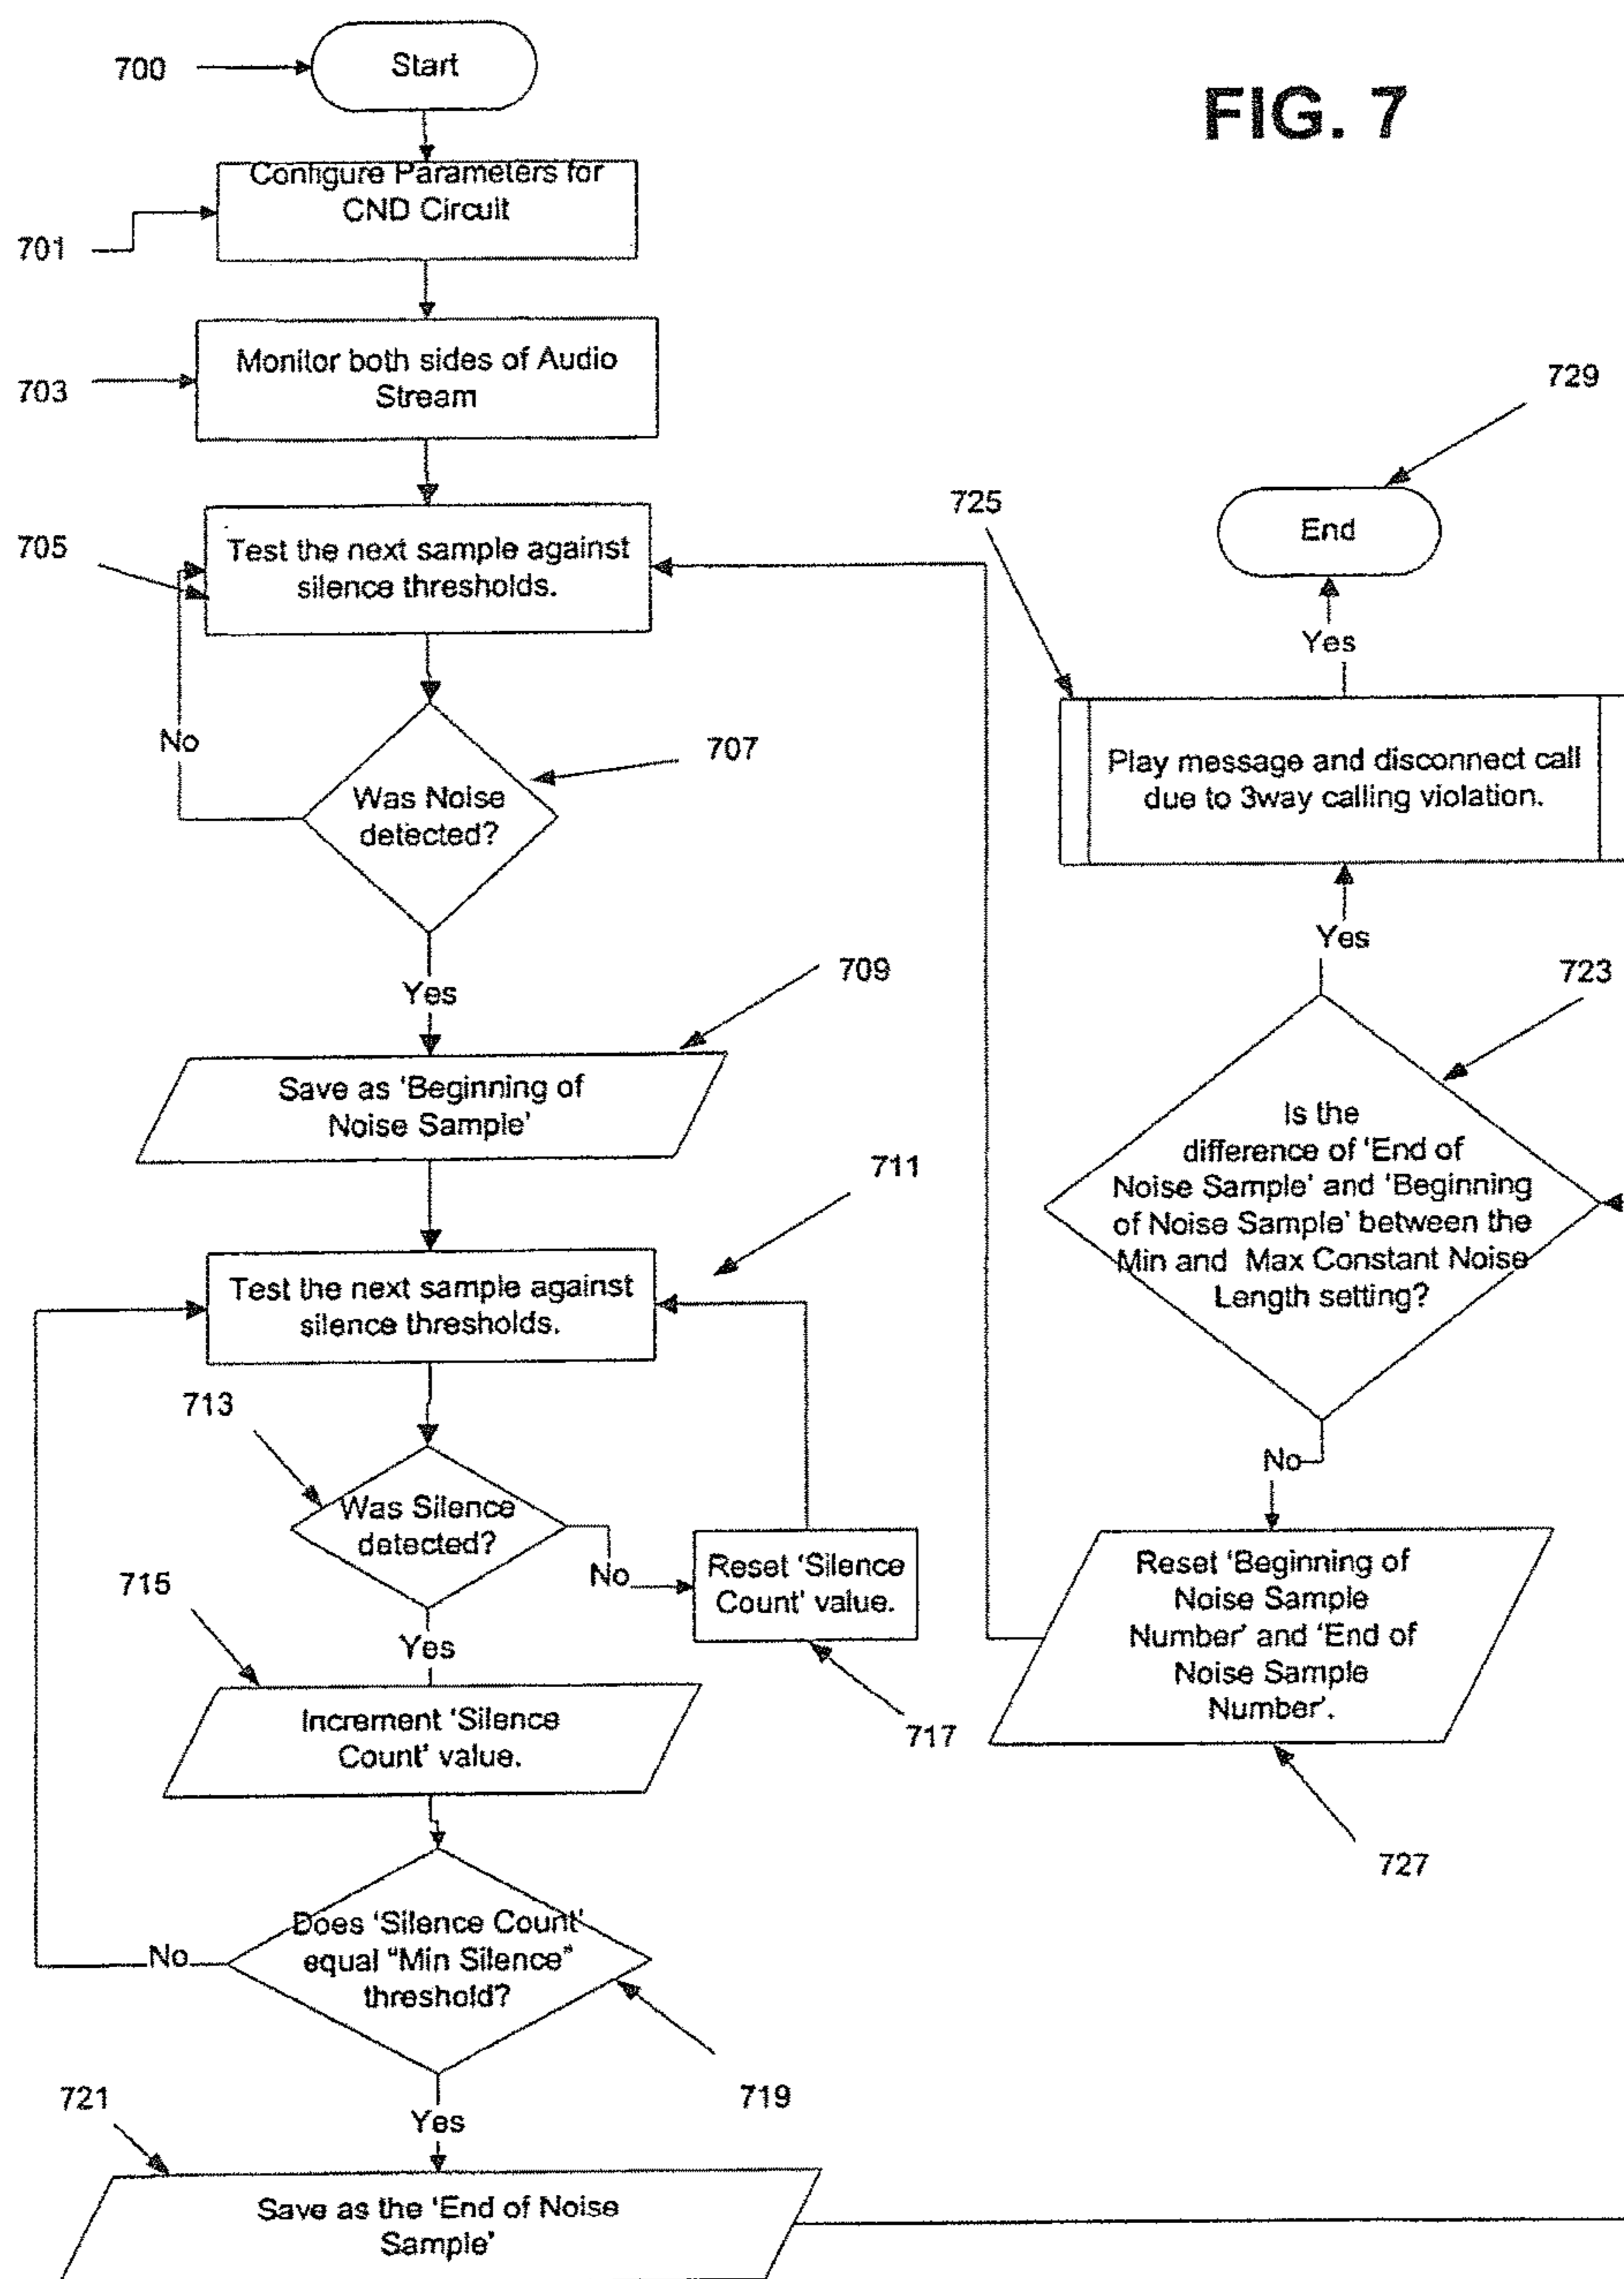 700
Start
FIG. 7
Configure Parameters for
CND Circuit
701
Monitor both sides of Audio
Stream
703
Test the next sample against
silence thresholds.
705
No
Was Noise
detected?
707
Yes
709
Save as 'Beginning of
Noise Sample'
711
Test the next sample against
silence thresholds.
713
Was Silence
detected?
No
Reset 'Silence
Count' value.
717
715
Yes
Increment 'Silence
Count' value.
Does 'Silence Count'
equal "Min Silence"
threshold?
No
719
Yes
721
Save as the 'End of Noise
Sample'
729
End
Yes
725
Play message and disconnect call
due to 3way calling violation.
Yes
723
Is the
difference of 'End of
Noise Sample' and 'Beginning
of Noise Sample' between the
Min and Max Constant Noise
Length setting?
No
Reset 'Beginning of
Noise Sample
Number' and 'End of
Noise Sample
Number'.
727